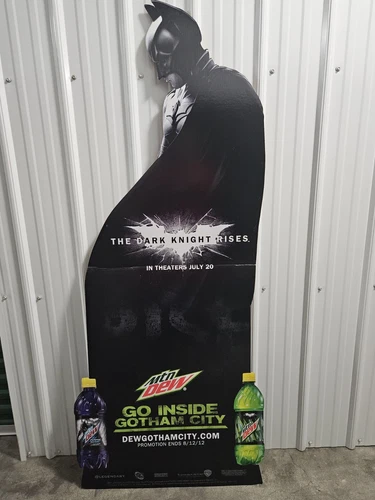 THE DARK KNIGHT RISES
IN THEATERS JULY 20
RISE
mtn
DEW
GO INSIDE
GOTHAM CITY
DEWGOTHAMCITY.COM
PROMOTION ENDS 8/12/12